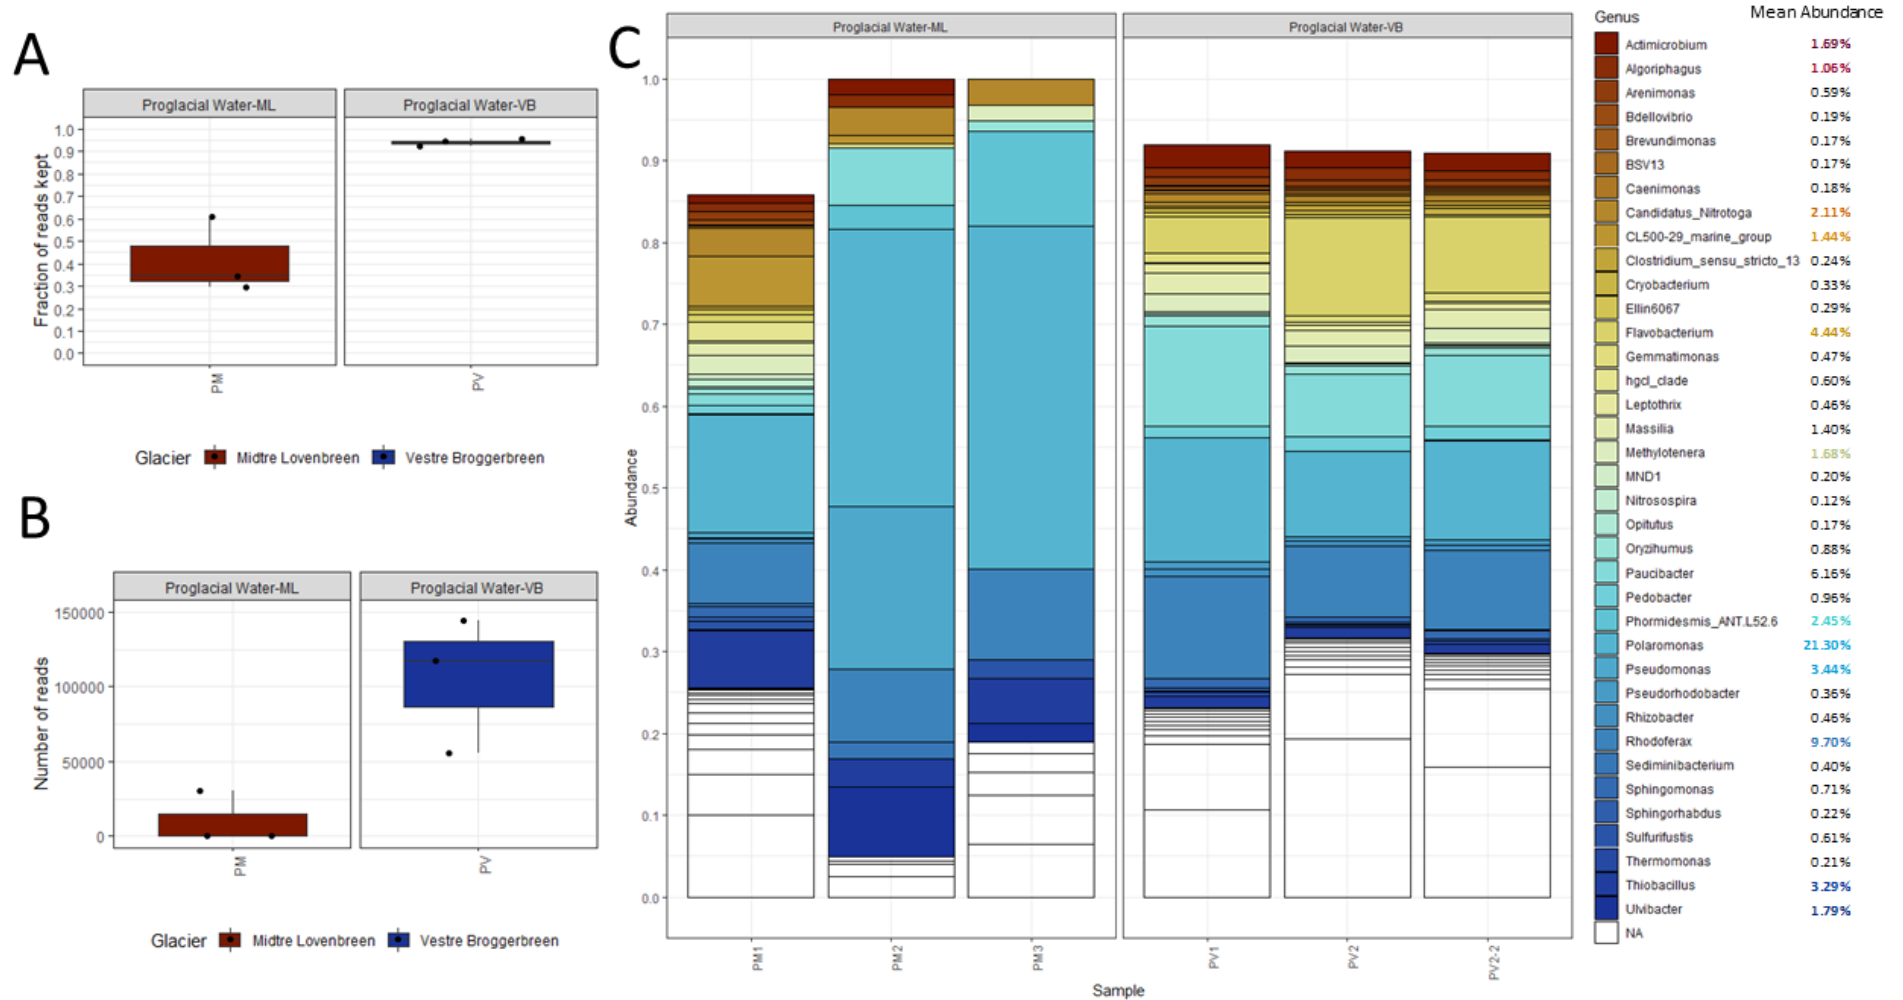 A
Proglacial Water-ML
Proglacial Water-VB
Fraction of reads kept
1.0
0.9
0.8
0.7
0.6
0.5
0.4
0.3
0.2
0.1
0.0
PM
PV
Glacier
Midtre Lovenbreen
Vestre Broggerbreen
B
Proglacial Water-ML
Proglacial Water-VB
Number of reads
150000
100000
50000
0
PM
PV
Glacier
Midtre Lovenbreen
Vestre Broggerbreen
C
Proglacial Water-ML
Proglacial Water-VB
Abundance
1.0
0.9
0.8
0.7
0.6
0.5
0.4
0.3
0.2
0.1
0.0
PM1
PM2
PM3
PV1
PV2
PV2-2
Sample
Genus Mean Abundance
Actimicrobium 1.69%
Algoriphagus 1.06%
Arenimonas 0.59%
Bdellovibrio 0.19%
Brevundimonas 0.17%
BSV13 0.17%
Caenimonas 0.18%
Candidatus_Nitrotoga 2.11%
CL500-29_marine_group 1.44%
Clostridium_sensu_stricto_13 0.24%
Cryobacterium 0.33%
Ellin6067 0.29%
Flavobacterium 4.44%
Gemmatimonas 0.47%
hgcI_clade 0.60%
Leptothrix 0.46%
Massilia 1.40%
Methylotenera 1.68%
MND1 0.20%
Nitrosospira 0.12%
Opitutus 0.17%
Oryzihumus 0.88%
Paucibacter 6.16%
Pedobacter 0.96%
Phormidesmis_ANT.L52.6 2.45%
Polaromonas 21.30%
Pseudomonas 3.44%
Pseudorhodobacter 0.36%
Rhizobacter 0.46%
Rhodoferax 9.70%
Sediminibacterium 0.40%
Sphingomonas 0.71%
Sphingorhabdus 0.22%
Sulfurifustis 0.61%
Thermomonas 0.21%
Thiobacillus 3.29%
Ulvibacter 1.79%
NA